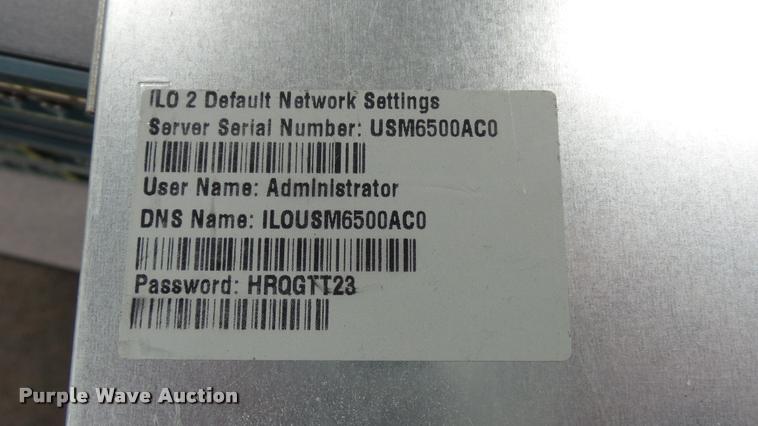 iLO 2 Default Network Settings
Server Serial Number: USM6500AC0
User Name: Administrator
DNS Name: ILOUSM6500AC0
Password: HRQGTT23
Purple Wave Auction